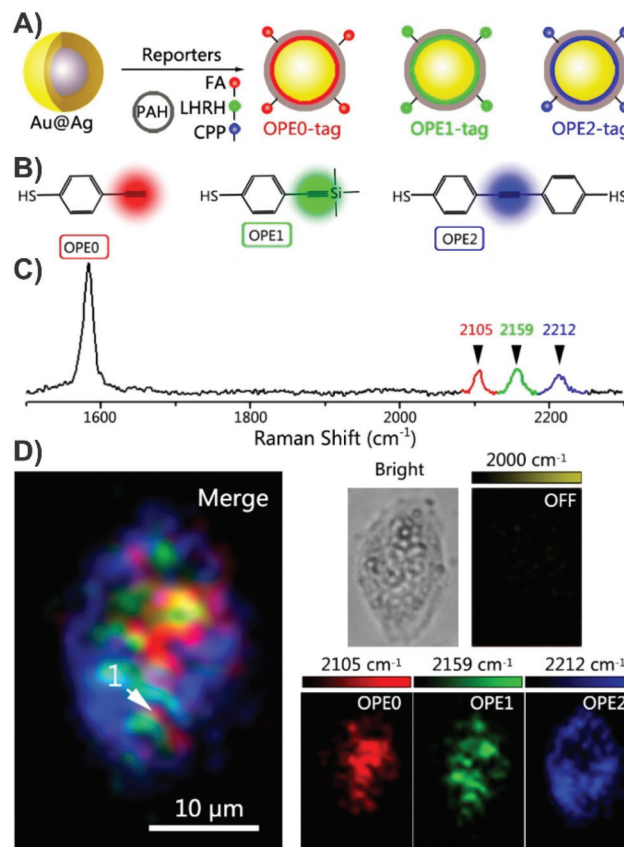 A)
Reporters
FA
PAH
LHRH
CPP
Au@Ag
OPE0-tag
OPE1-tag
OPE2-tag
B)
HS
HS
Si
HS
HS
OPE0
OPE1
OPE2
C)
2105
2159
2212
1600
1800
2000
2200
Raman Shift (cm⁻¹)
D)
Merge
1
10 µm
Bright
2000 cm⁻¹
OFF
2105 cm⁻¹
2159 cm⁻¹
2212 cm⁻¹
OPE0
OPE1
OPE2